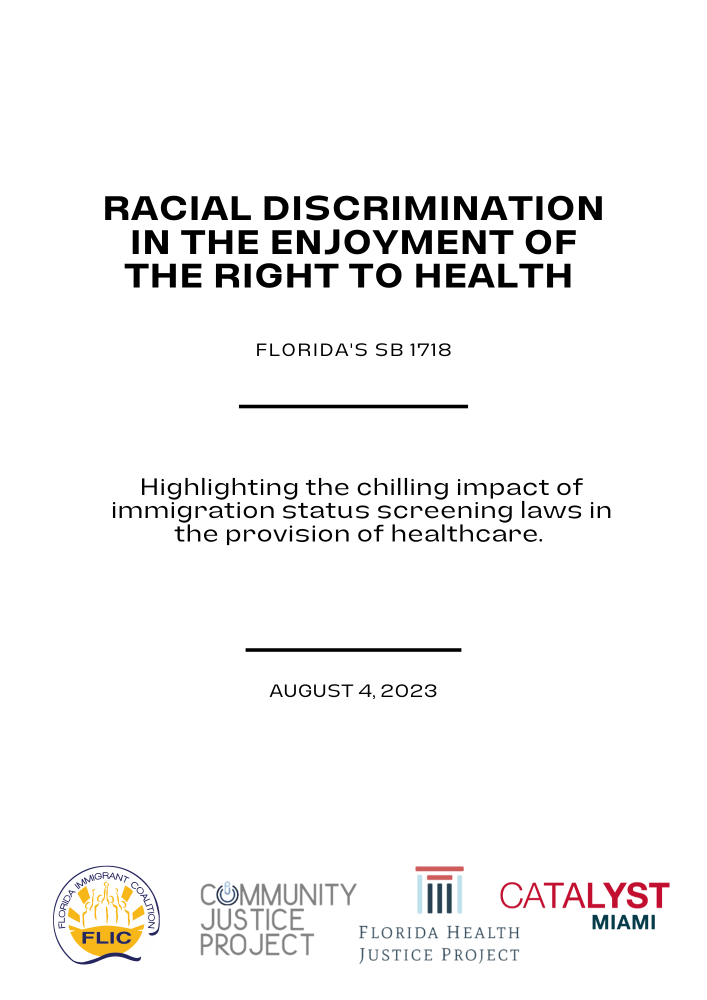 RACIAL DISCRIMINATION
IN THE ENJOYMENT OF
THE RIGHT TO HEALTH
FLORIDA'S SB 1718
Highlighting the chilling impact of
immigration status screening laws in
the provision of healthcare.
AUGUST 4, 2023
FLORIDA IMMIGRANT COALITION
FLIC
COMMUNITY
JUSTICE
PROJECT
FLORIDA HEALTH
JUSTICE PROJECT
CATALYST
MIAMI